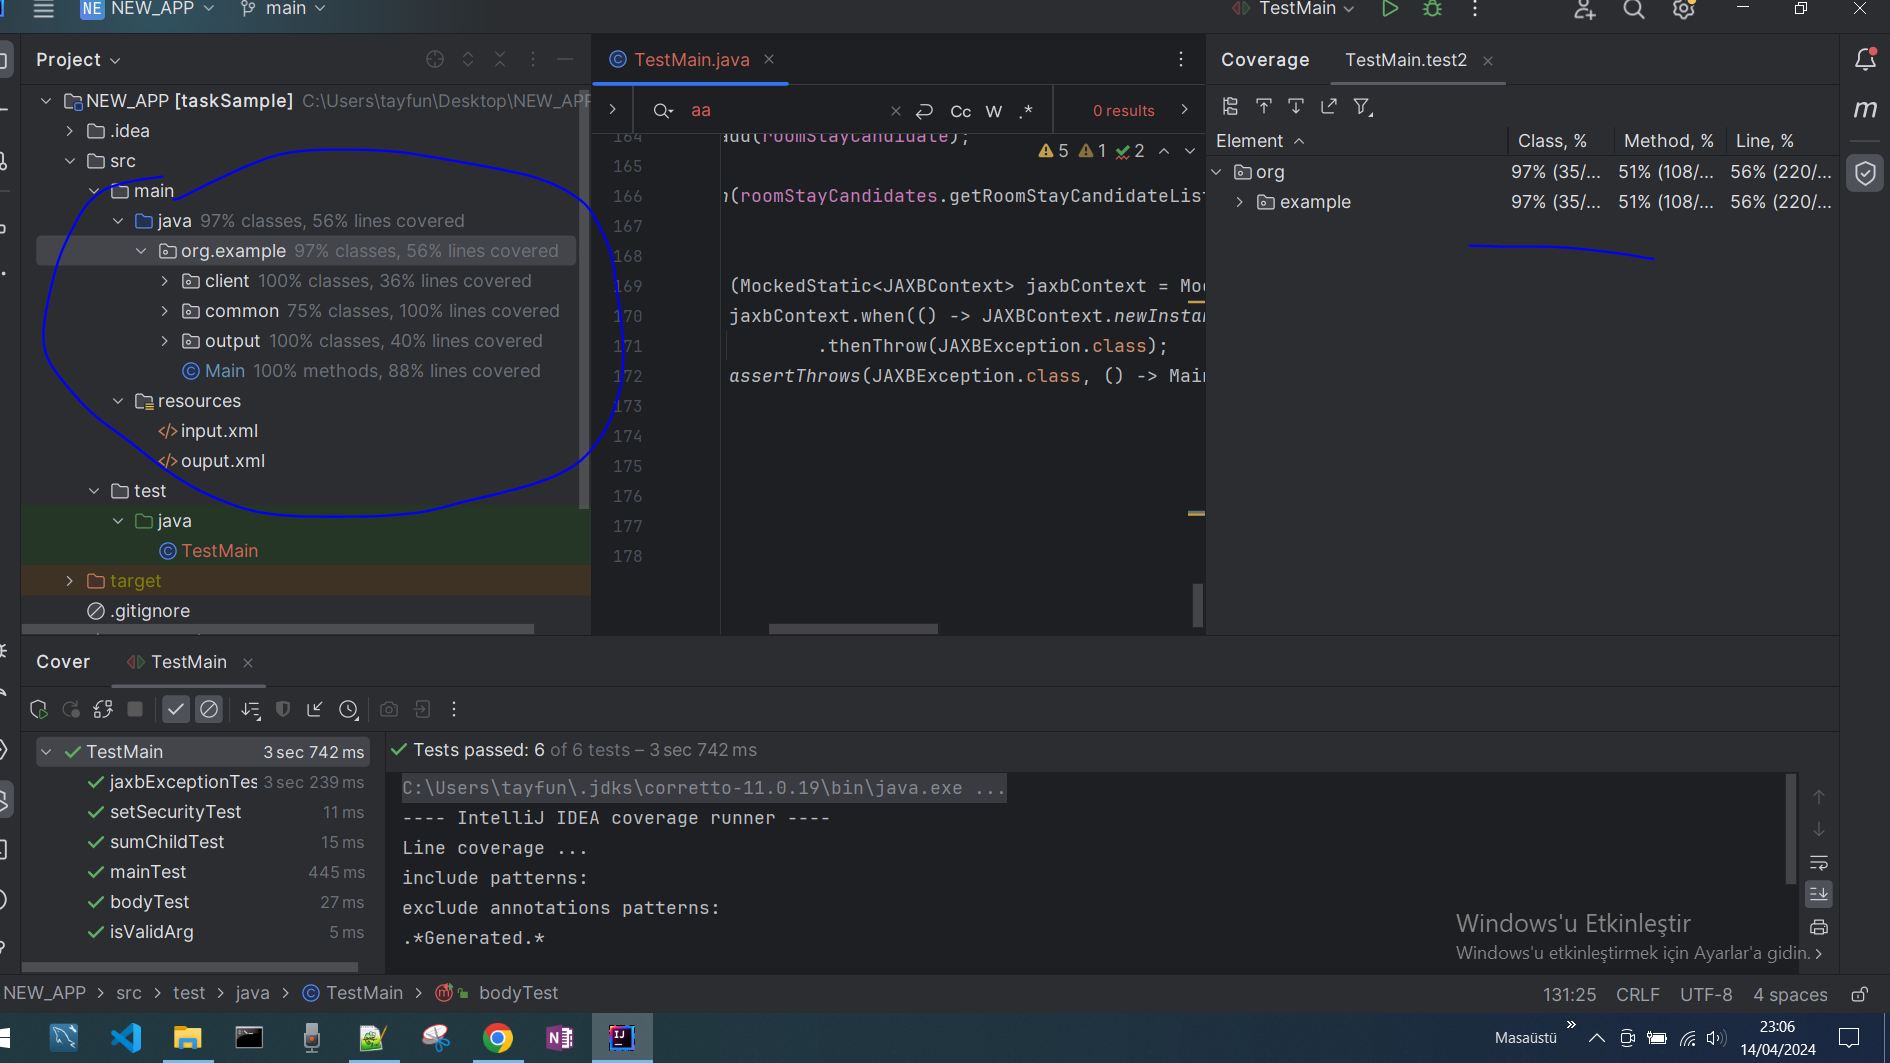 NE NEW_APP main TestMain
Project
NEW_APP [taskSample] C:\Users\tayfun\Desktop\NEW_APP
.idea
src
main
java 97% classes, 56% lines covered
org.example 97% classes, 56% lines covered
client 100% classes, 36% lines covered
common 75% classes, 100% lines covered
output 100% classes, 40% lines covered
Main 100% methods, 88% lines covered
resources
input.xml
ouput.xml
test
java
TestMain
target
.gitignore
TestMain.java
aa Cc W .* 0 results
5 1 2
164 add(roomStayCandidate);
165
166 (roomStayCandidates.getRoomStayCandidateList
167
168
169 (MockedStatic<JAXBContext> jaxbContext = Moc
170 jaxbContext.when(() -> JAXBContext.newInstan
171 .thenThrow(JAXBException.class);
172 assertThrows(JAXBException.class, () -> Main
173
174
175
176
177
178
Coverage TestMain.test2
Element Class, % Method, % Line, %
org 97% (35/... 51% (108/... 56% (220/...
example 97% (35/... 51% (108/... 56% (220/...
m
Cover TestMain
TestMain 3 sec 742 ms
jaxbExceptionTes 3 sec 239 ms
setSecurityTest 11 ms
sumChildTest 15 ms
mainTest 445 ms
bodyTest 27 ms
isValidArg 5 ms
Tests passed: 6 of 6 tests – 3 sec 742 ms
C:\Users\tayfun\.jdks\corretto-11.0.19\bin\java.exe ...
---- IntelliJ IDEA coverage runner ----
Line coverage ...
include patterns:
exclude annotations patterns:
.*Generated.*
Windows'u Etkinleştir
Windows'u etkinleştirmek için Ayarlar'a gidin.
NEW_APP > src > test > java > TestMain > bodyTest
131:25 CRLF UTF-8 4 spaces
Masaüstü
23:06
14/04/2024